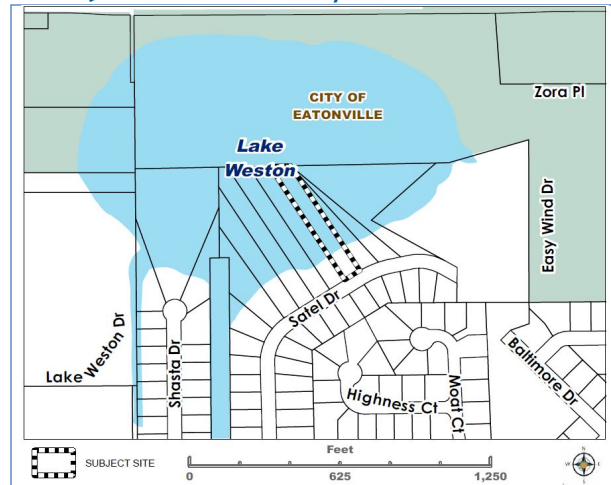 CITY OF
EATONVILLE
Zora Pl
Lake
Weston
Easy Wind Dr
Satel Dr
Lake Weston Dr
Shasta Dr
Highness Ct
Moat Ct
Baltimore Dr
SUBJECT SITE
Feet
0 625 1,250
N
W E
S